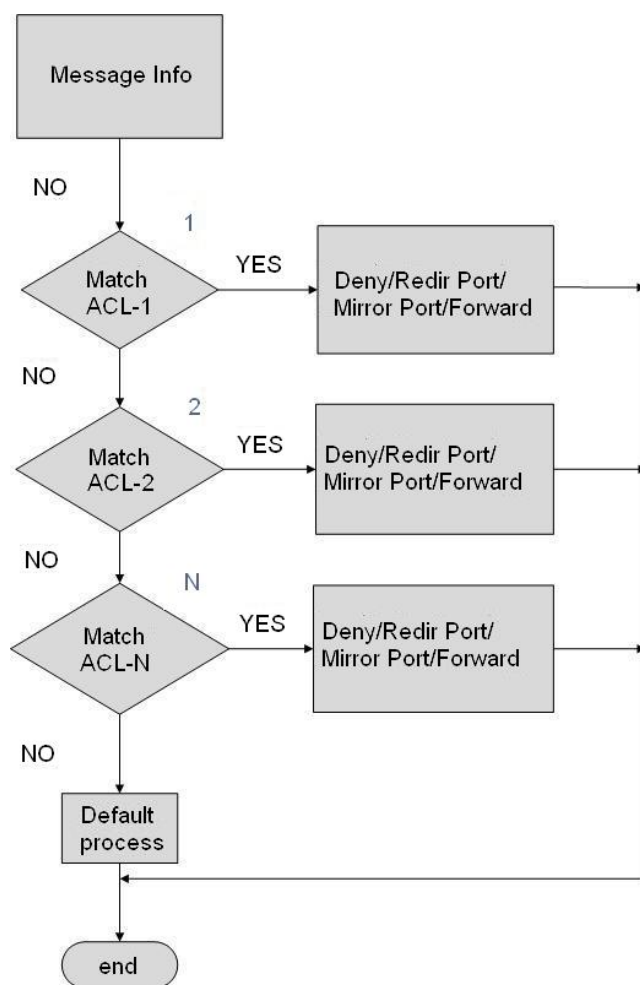 Message Info
NO
1
Match
ACL-1
YES
Deny/Redir Port/
Mirror Port/Forward
NO
2
Match
ACL-2
YES
Deny/Redir Port/
Mirror Port/Forward
NO
N
Match
ACL-N
YES
Deny/Redir Port/
Mirror Port/Forward
NO
Default
process
end